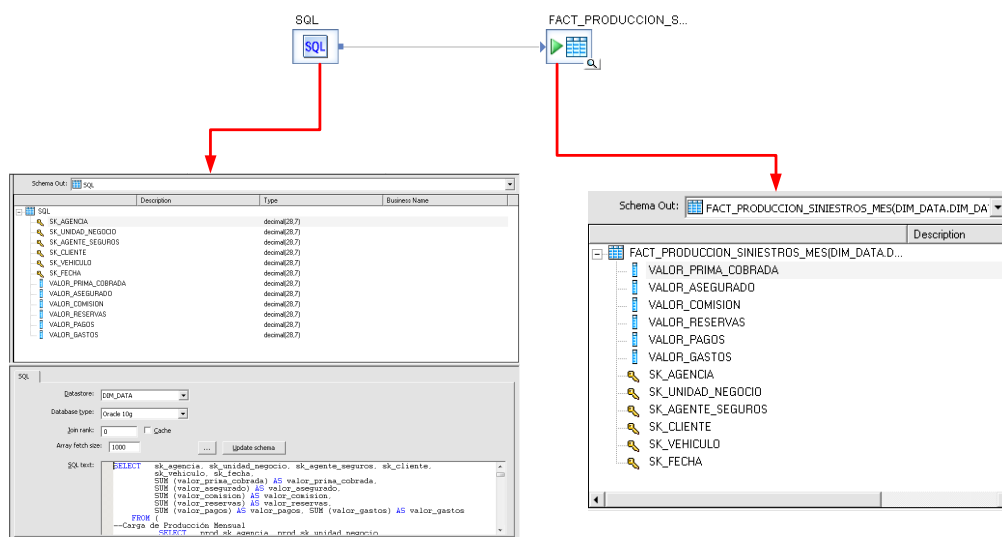 SQL
FACT_PRODUCCION_S...
SQL
Schema Out: SQL
Description Type Business Name
SQL
SK_AGENCIA decimal(28,7)
SK_UNIDAD_NEGOCIO decimal(28,7)
SK_AGENTE_SEGUROS decimal(28,7)
SK_CLIENTE decimal(28,7)
SK_VEHICULO decimal(28,7)
SK_FECHA decimal(28,7)
VALOR_PRIMA_COBRADA decimal(28,7)
VALOR_ASEGURADO decimal(28,7)
VALOR_COMISION decimal(28,7)
VALOR_RESERVAS decimal(28,7)
VALOR_PAGOS decimal(28,7)
VALOR_GASTOS decimal(28,7)
SQL
Datastore: DIM_DATA
Database type: Oracle 10g
Join rank: 0 Cache
Array fetch size: 1000 ... Update schema
SQL text: SELECT sk_agencia, sk_unidad_negocio, sk_agente_seguros, sk_cliente,
sk_vehiculo, sk_fecha,
SUM (valor_prima_cobrada) AS valor_prima_cobrada,
SUM (valor_asegurado) AS valor_asegurado,
SUM (valor_comision) AS valor_comision,
SUM (valor_reservas) AS valor_reservas,
SUM (valor_pagos) AS valor_pagos, SUM (valor_gastos) AS valor_gastos
FROM (
--Carga de Producción Mensual
SELECT prod.sk_agencia, prod.sk_unidad_negocio,
Schema Out: FACT_PRODUCCION_SINIESTROS_MES(DIM_DATA.DIM_DA
Description
FACT_PRODUCCION_SINIESTROS_MES(DIM_DATA.D...
VALOR_PRIMA_COBRADA
VALOR_ASEGURADO
VALOR_COMISION
VALOR_RESERVAS
VALOR_PAGOS
VALOR_GASTOS
SK_AGENCIA
SK_UNIDAD_NEGOCIO
SK_AGENTE_SEGUROS
SK_CLIENTE
SK_VEHICULO
SK_FECHA